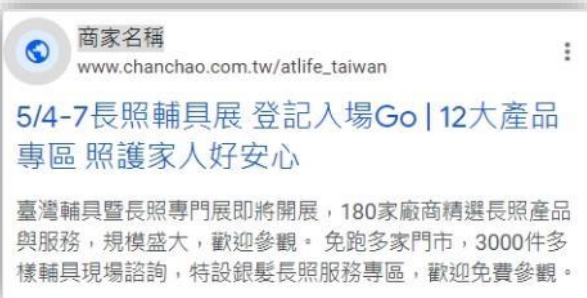 商家名稱
www.chanchao.com.tw/atlife_taiwan
5/4-7長照輔具展 登記入場Go | 12大產品
專區 照護家人好安心
臺灣輔具暨長照專門展即將開展，180家廠商精選長照產品
與服務，規模盛大，歡迎參觀。 免跑多家門市，3000件多
樣輔具現場諮詢，特設銀髮長照服務專區，歡迎免費參觀。